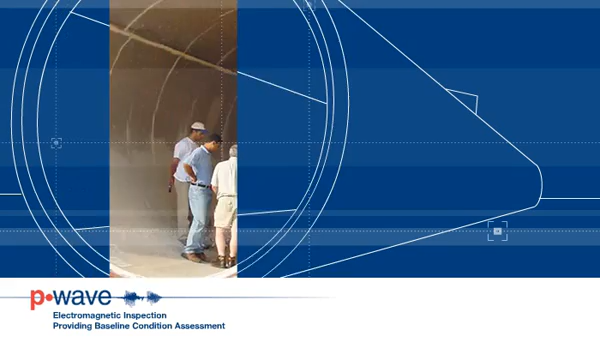 p•wave
Electromagnetic Inspection
Providing Baseline Condition Assessment